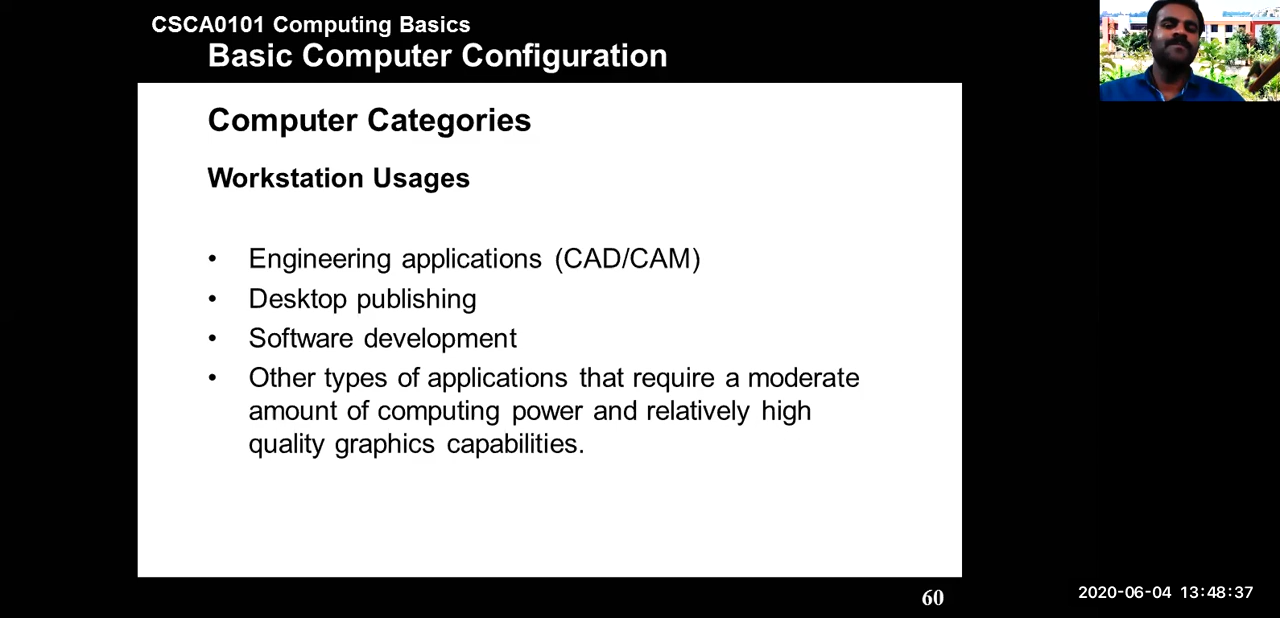 CSCA0101 Computing Basics
Basic Computer Configuration
Computer Categories
Workstation Usages
• Engineering applications (CAD/CAM)
• Desktop publishing
• Software development
• Other types of applications that require a moderate
amount of computing power and relatively high
quality graphics capabilities.
60
2020-06-04 13:48:37